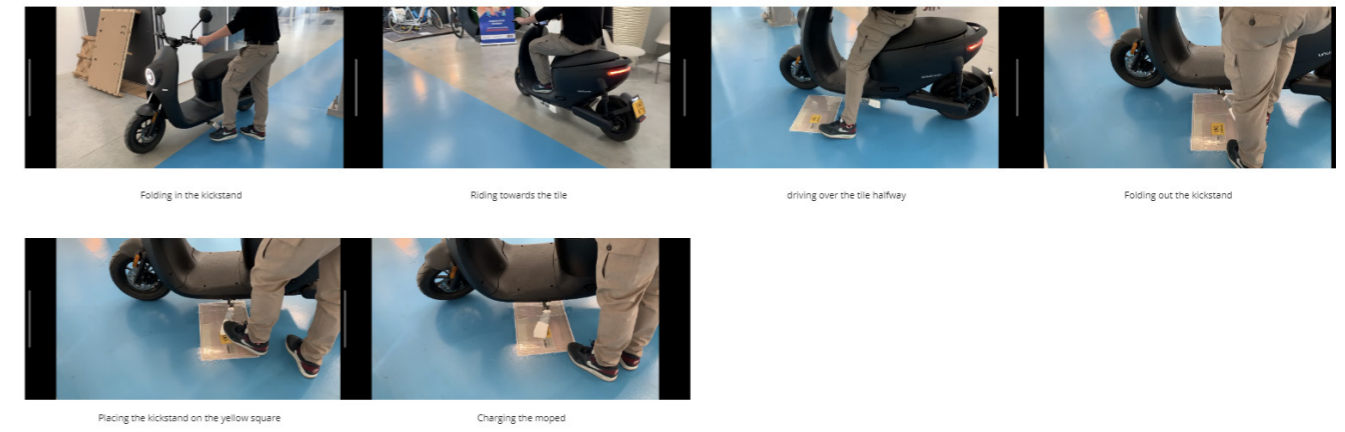 Folding in the kickstand
Riding towards the tile
driving over the tile halfway
Folding out the kickstand
Placing the kickstand on the yellow square
Charging the moped